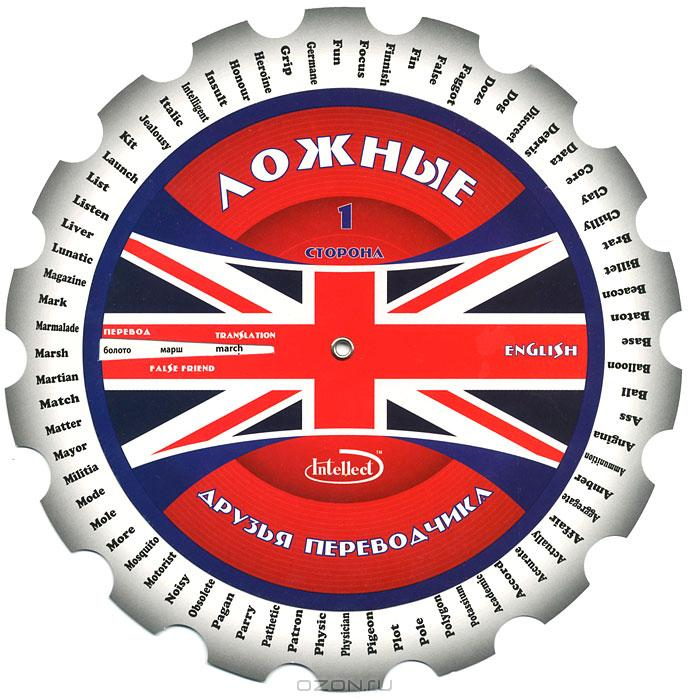 ЛОЖНЫЕ
1
СТОРОНА
ПЕРЕВОД
TRANSLATION
болото
марш
march
FALSE FRIEND
ENGLISH
Intellect™
ДРУЗЬЯ ПЕРЕВОДЧИКА
Fun
Focus
Finnish
Fin
False
Faggot
Doze
Dog
Discreet
Debris
Data
Core
Clay
Chilly
Brat
Billet
Beacon
Baton
Base
Balloon
Ball
Ass
Angina
Ammunition
Amber
Aggregate
Affair
Actually
Accurate
Accord
Academic
Potassium
Polygon
Pole
Plot
Pigeon
Physician
Physic
Patron
Pathetic
Parry
Pagan
Obsolete
Noisy
Motorist
Mosquito
More
Mole
Mode
Militia
Mayor
Matter
Match
Martian
Marsh
Marmalade
Mark
Magazine
Lunatic
Liver
Listen
List
Launch
Kit
Jealousy
Italic
Intelligent
Insult
Honour
Heroine
Grip
Germane
OZON.ru